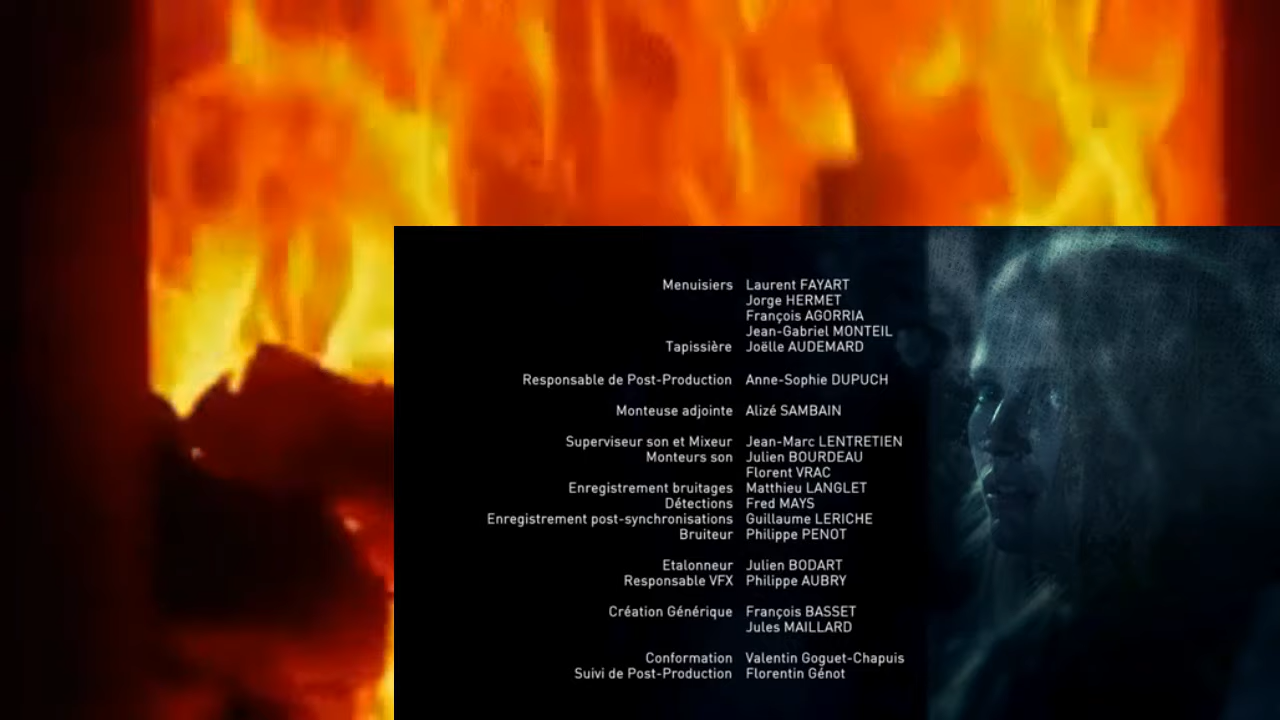 Menuisiers Laurent FAYART
Jorge HERMET
François AGORRIA
Jean-Gabriel MONTEIL
Tapissière Joëlle AUDEMARD
Responsable de Post-Production Anne-Sophie DUPUCH
Monteuse adjointe Alizé SAMBAIN
Superviseur son et Mixeur Jean-Marc LENTRETIEN
Monteurs son Julien BOURDEAU
Florent VRAC
Enregistrement bruitages Matthieu LANGLET
Détections Fred MAYS
Enregistrement post-synchronisations Guillaume LERICHE
Bruiteur Philippe PENOT
Etalonneur Julien BODART
Responsable VFX Philippe AUBRY
Création Générique François BASSET
Jules MAILLARD
Conformation Valentin Goguet-Chapuis
Suivi de Post-Production Florentin Génot